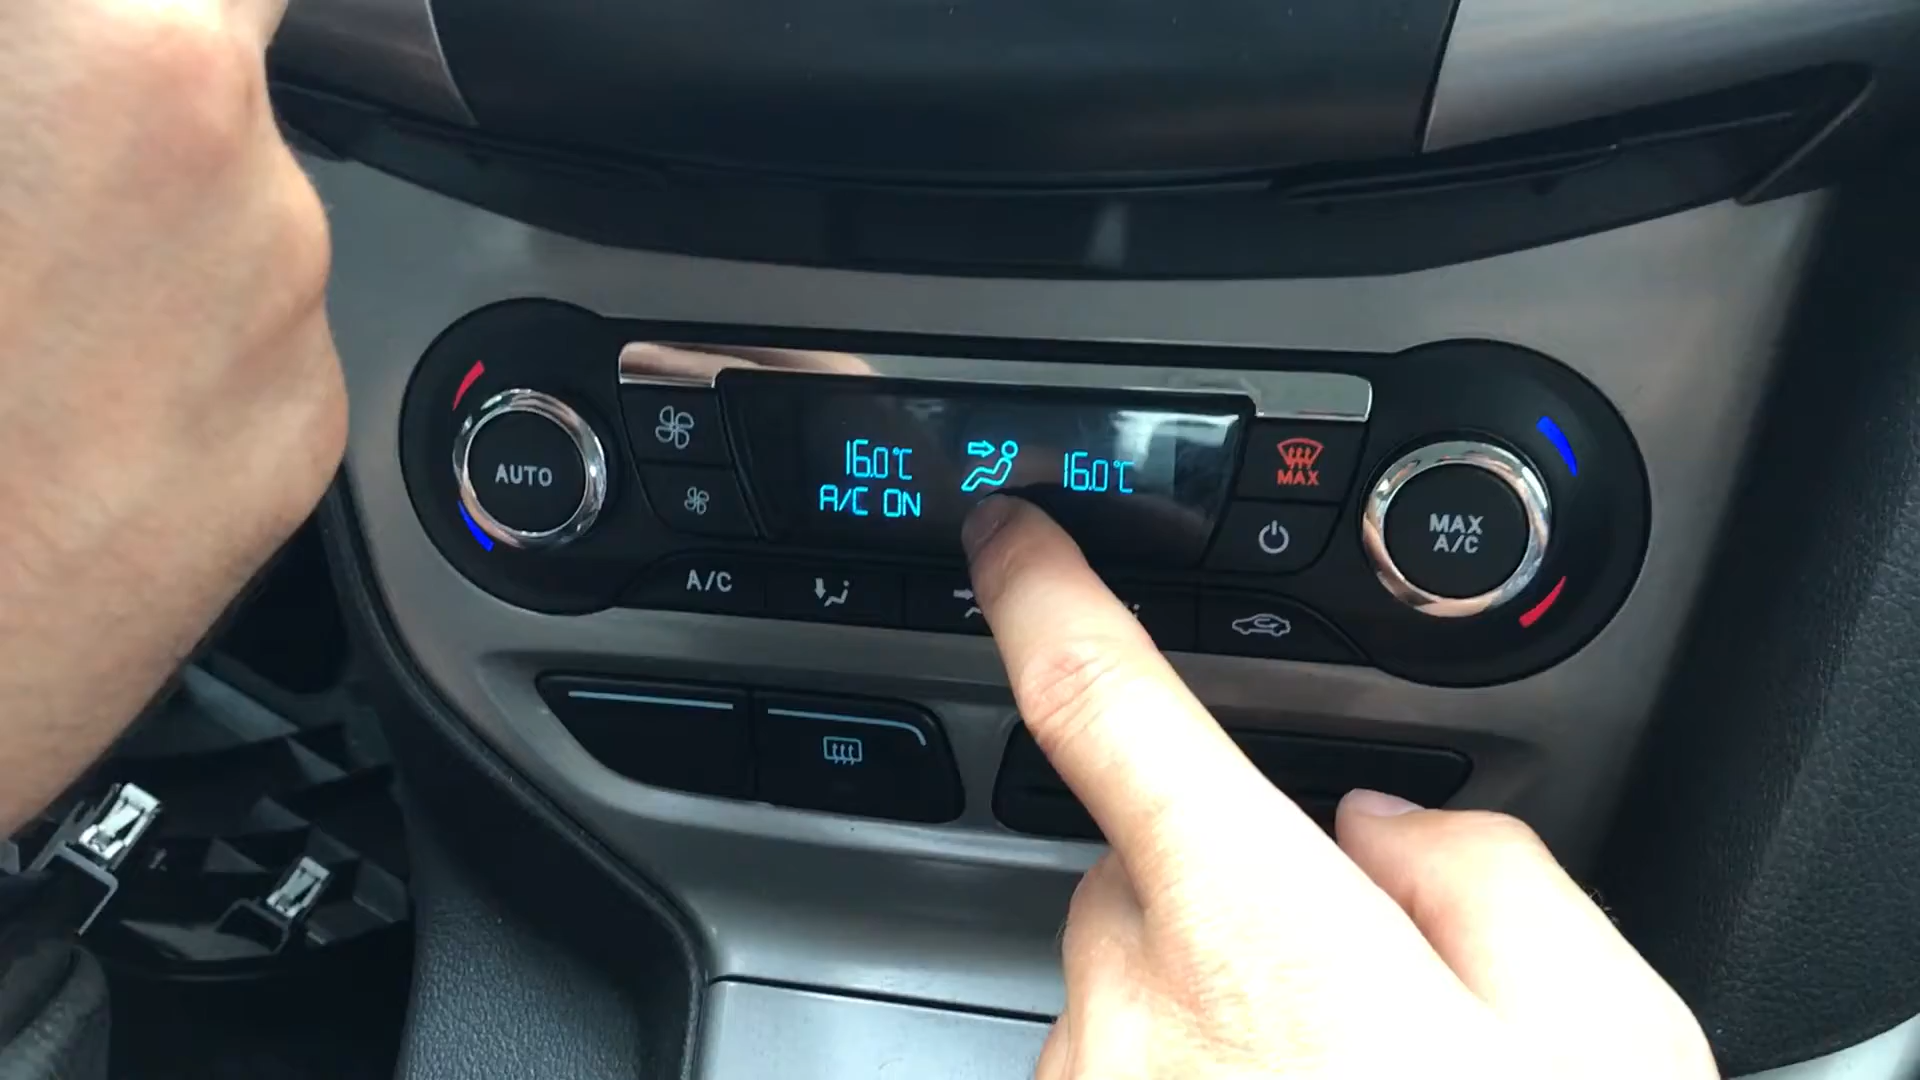 AUTO
16.0°C
16.0°C
A/C ON
MAX
MAX
A/C
A/C